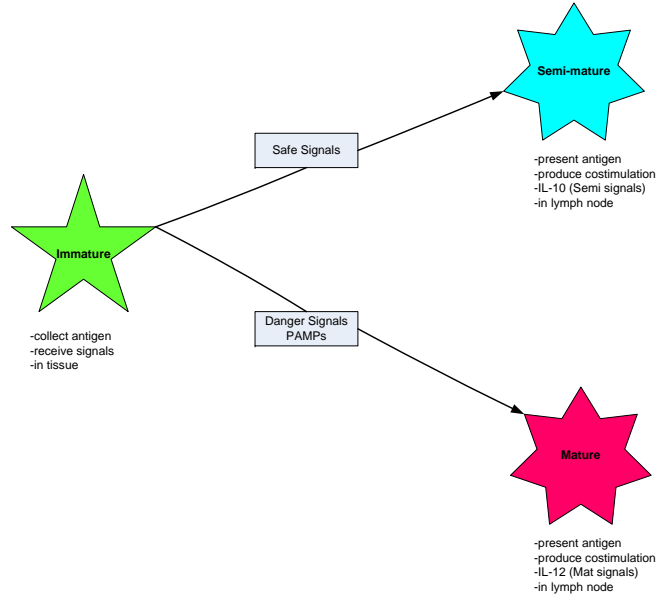 Semi-mature
-present antigen
-produce costimulation
-IL-10 (Semi signals)
-in lymph node
Safe Signals
Immature
-collect antigen
-receive signals
-in tissue
Danger Signals
PAMPs
Mature
-present antigen
-produce costimulation
-IL-12 (Mat signals)
-in lymph node